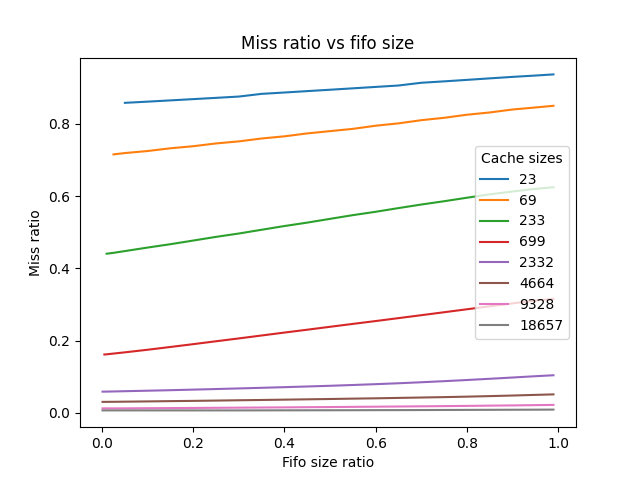 Miss ratio vs fifo size
Miss ratio
0.8
0.6
0.4
0.2
0.0
Cache sizes
23
69
233
699
2332
4664
9328
18657
0.0 0.2 0.4 0.6 0.8 1.0
Fifo size ratio